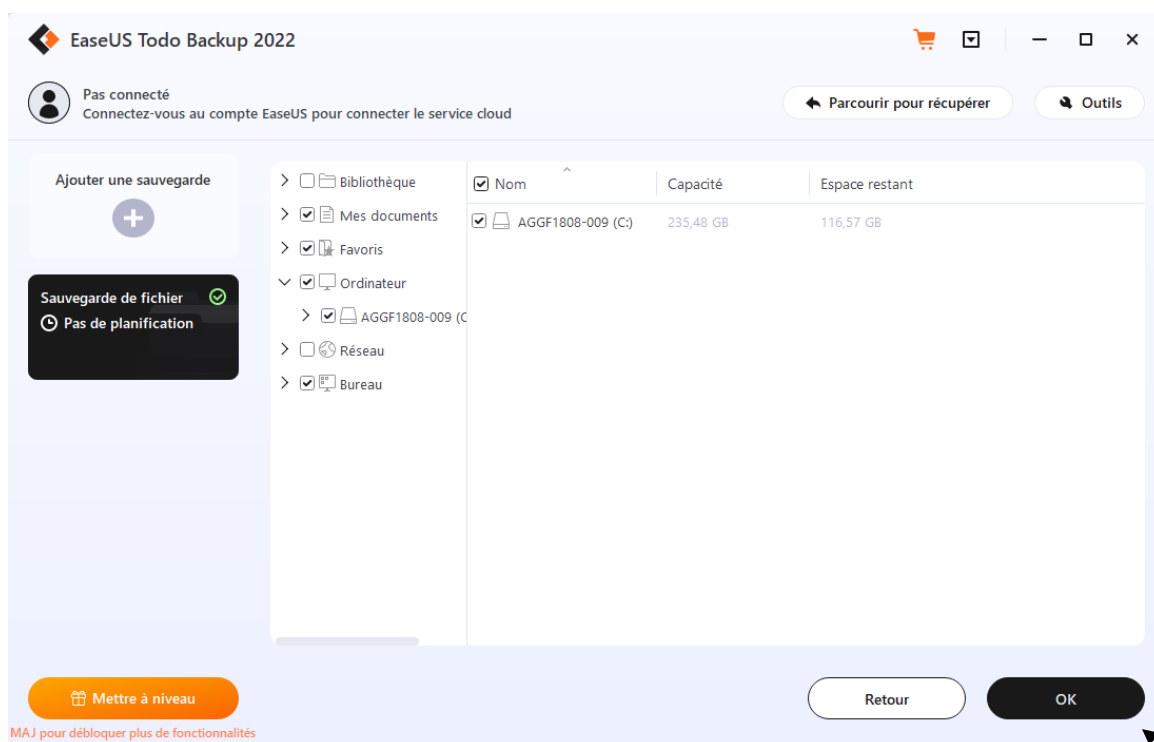 EaseUS Todo Backup 2022
Pas connecté
Connectez-vous au compte EaseUS pour connecter le service cloud
Parcourir pour récupérer
Outils
Ajouter une sauvegarde
Sauvegarde de fichier
Pas de planification
Bibliothèque
Mes documents
Favoris
Ordinateur
AGGF1808-009 (C
Réseau
Bureau
Nom Capacité Espace restant
AGGF1808-009 (C:) 235,48 GB 116,57 GB
Mettre à niveau
MAJ pour débloquer plus de fonctionnalités
Retour
OK